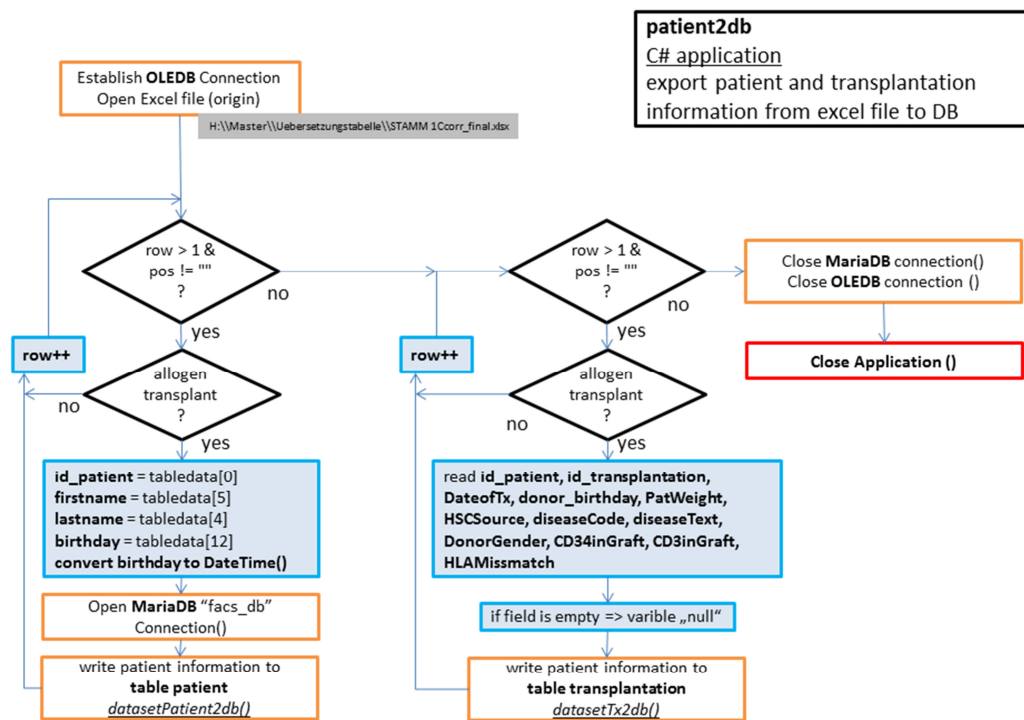 patient2db
C# application
export patient and transplantation
information from excel file to DB
Establish OLEDB Connection
Open Excel file (origin)
H:\\Master\\Uebersetzungstabelle\\STAMM 1Ccorr_final.xlsx
row > 1 &
pos != ""
?
no
yes
row++
allogen
transplant
?
no
yes
id_patient = tabledata[0]
firstname = tabledata[5]
lastname = tabledata[4]
birthday = tabledata[12]
convert birthday to DateTime()
Open MariaDB “facs_db”
Connection()
write patient information to
table patient
datasetPatient2db()
row > 1 &
pos != ""
?
no
yes
row++
allogen
transplant
?
no
yes
read id_patient, id_transplantation,
DateofTx, donor_birthday, PatWeight,
HSCSource, diseaseCode, diseaseText,
DonorGender, CD34inGraft, CD3inGraft,
HLAMissmatch
if field is empty => varible „null“
write patient information to
table transplantation
datasetTx2db()
Close MariaDB connection()
Close OLEDB connection ()
Close Application ()